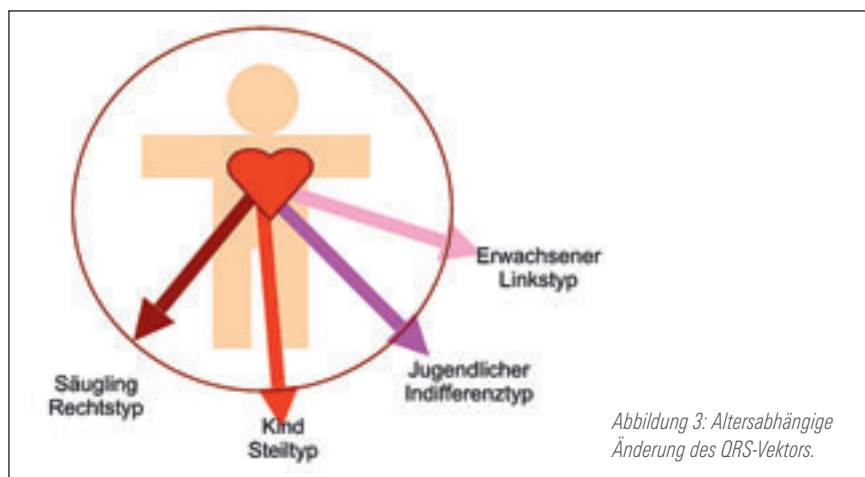 Erwachsener
Linkstyp
Jugendlicher
Indifferenztyp
Säugling
Rechtstyp
Kind
Steiltyp
Abbildung 3: Altersabhängige
Änderung des QRS-Vektors.